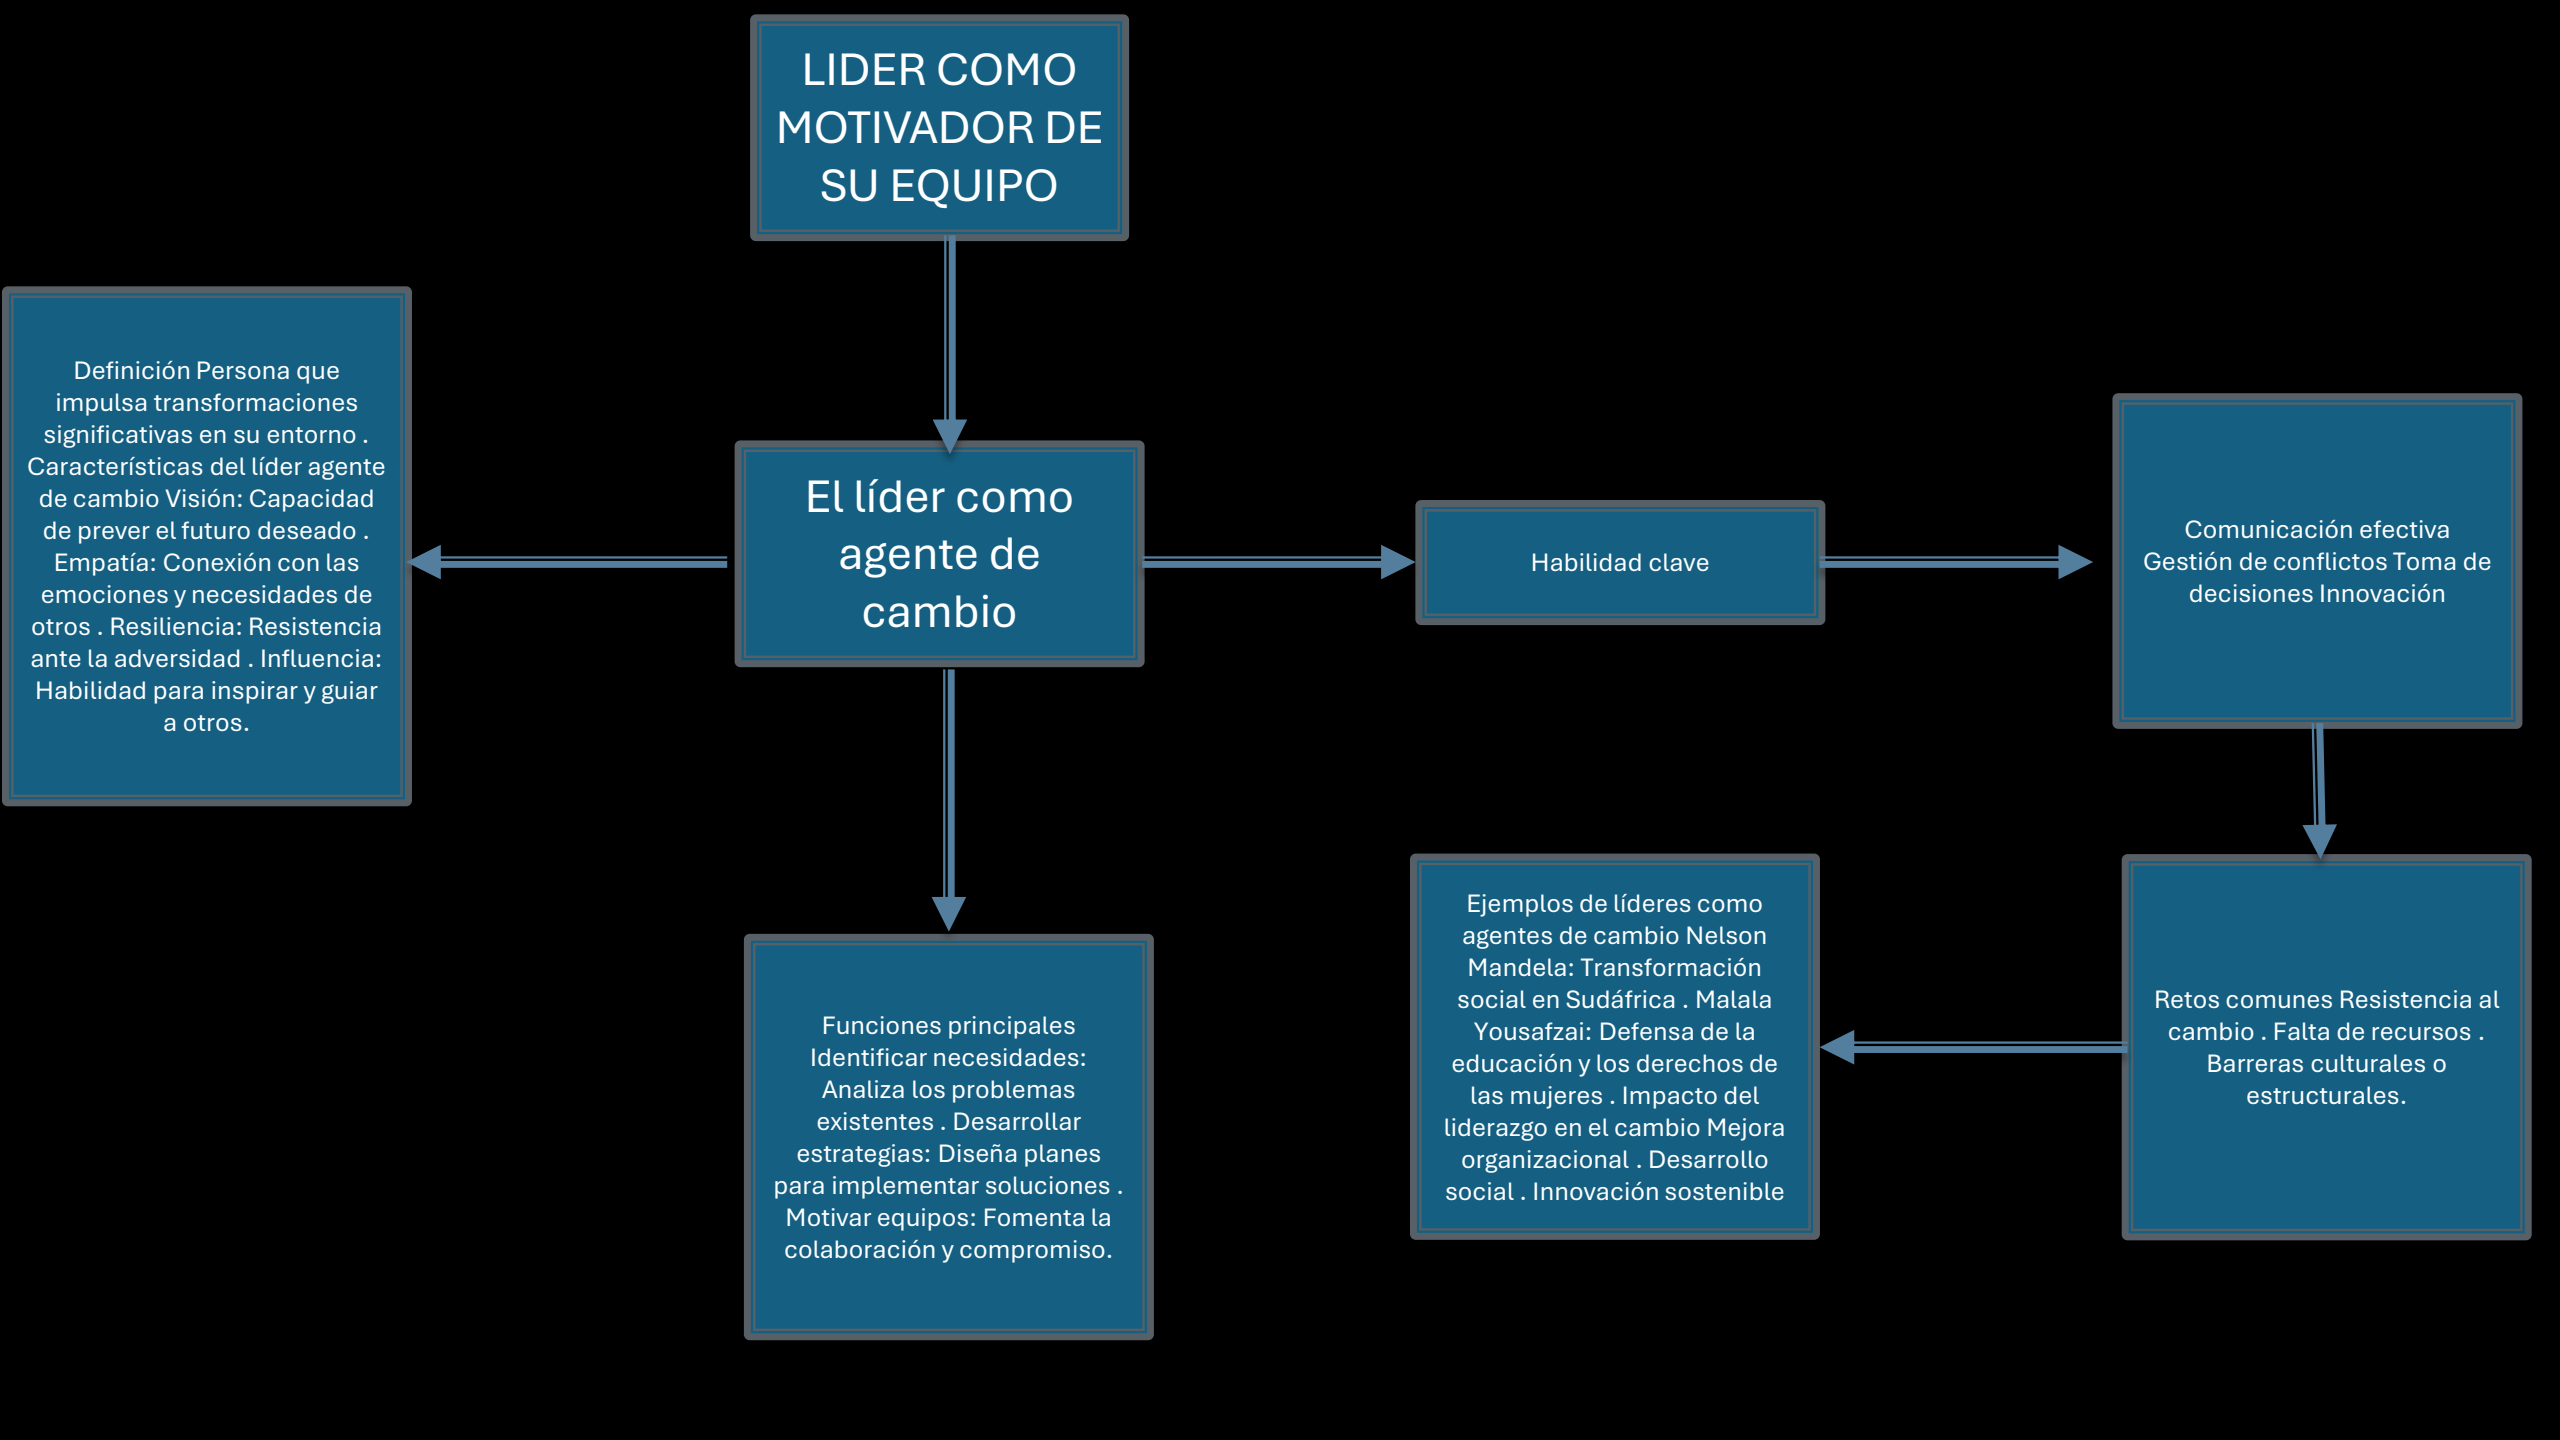 LIDER COMO
MOTIVADOR DE
SU EQUIPO
Definición Persona que
impulsa transformaciones
significativas en su entorno .
Características del líder agente
de cambio Visión: Capacidad
de prever el futuro deseado .
Empatía: Conexión con las
emociones y necesidades de
otros . Resiliencia: Resistencia
ante la adversidad . Influencia:
Habilidad para inspirar y guiar
a otros.
El líder como
agente de
cambio
Habilidad clave
Comunicación efectiva
Gestión de conflictos Toma de
decisiones Innovación
Funciones principales
Identificar necesidades:
Analiza los problemas
existentes . Desarrollar
estrategias: Diseña planes
para implementar soluciones .
Motivar equipos: Fomenta la
colaboración y compromiso.
Ejemplos de líderes como
agentes de cambio Nelson
Mandela: Transformación
social en Sudáfrica . Malala
Yousafzai: Defensa de la
educación y los derechos de
las mujeres . Impacto del
liderazgo en el cambio Mejora
organizacional . Desarrollo
social . Innovación sostenible
Retos comunes Resistencia al
cambio . Falta de recursos .
Barreras culturales o
estructurales.